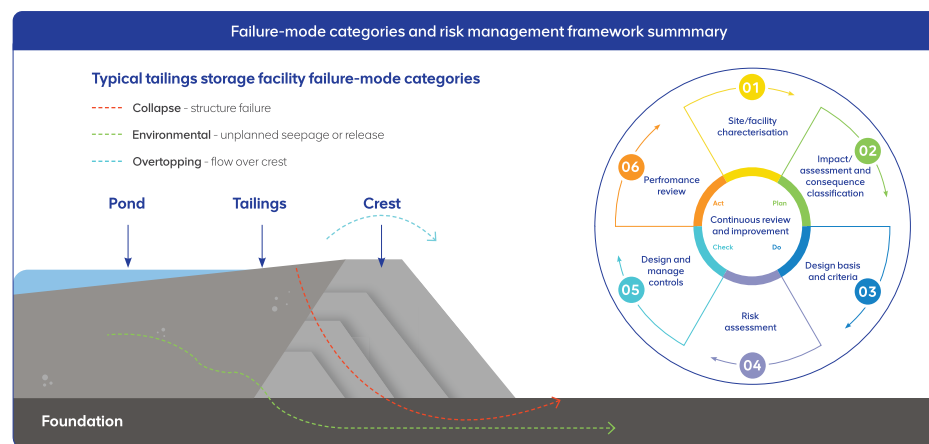 Failure-mode categories and risk management framework summmary
Typical tailings storage facility failure-mode categories
Collapse - structure failure
Environmental - unplanned seepage or release
Overtopping - flow over crest
Pond
Tailings
Crest
Foundation
01
Site/facility
charecterisation
02
Impact/
assessment and
consequence
classification
03
Design basis
and criteria
04
Risk
assessment
05
Design and
manage
controls
06
Perfromance
review
Act
Plan
Continuous review
and improvement
Check
Do